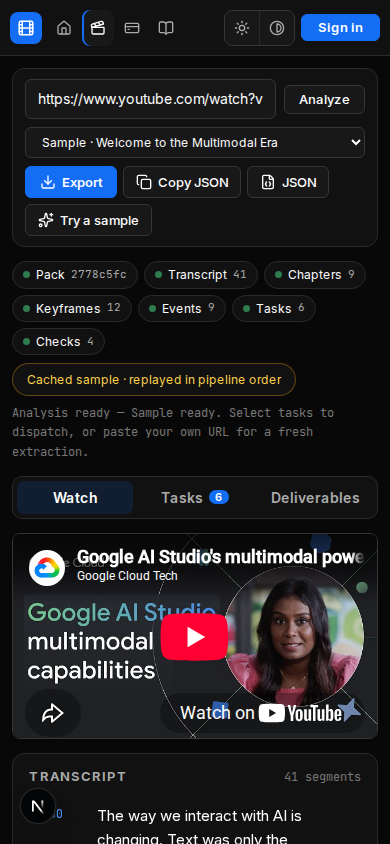 Sign in
https://www.youtube.com/watch?v
Analyze
Sample · Welcome to the Multimodal Era
Export
Copy JSON
JSON
Try a sample
Pack 2778c5fc
Transcript 41
Chapters 9
Keyframes 12
Events 9
Tasks 6
Checks 4
Cached sample · replayed in pipeline order
Analysis ready — Sample ready. Select tasks to
dispatch, or paste your own URL for a fresh
extraction.
Watch
Tasks 6
Deliverables
Google AI Studio's multimodal powe
Google Cloud Tech
Google AI Studio
multimodal
capabilities
Watch on YouTube
TRANSCRIPT
41 segments
N
The way we interact with AI is
changing. Text was only the